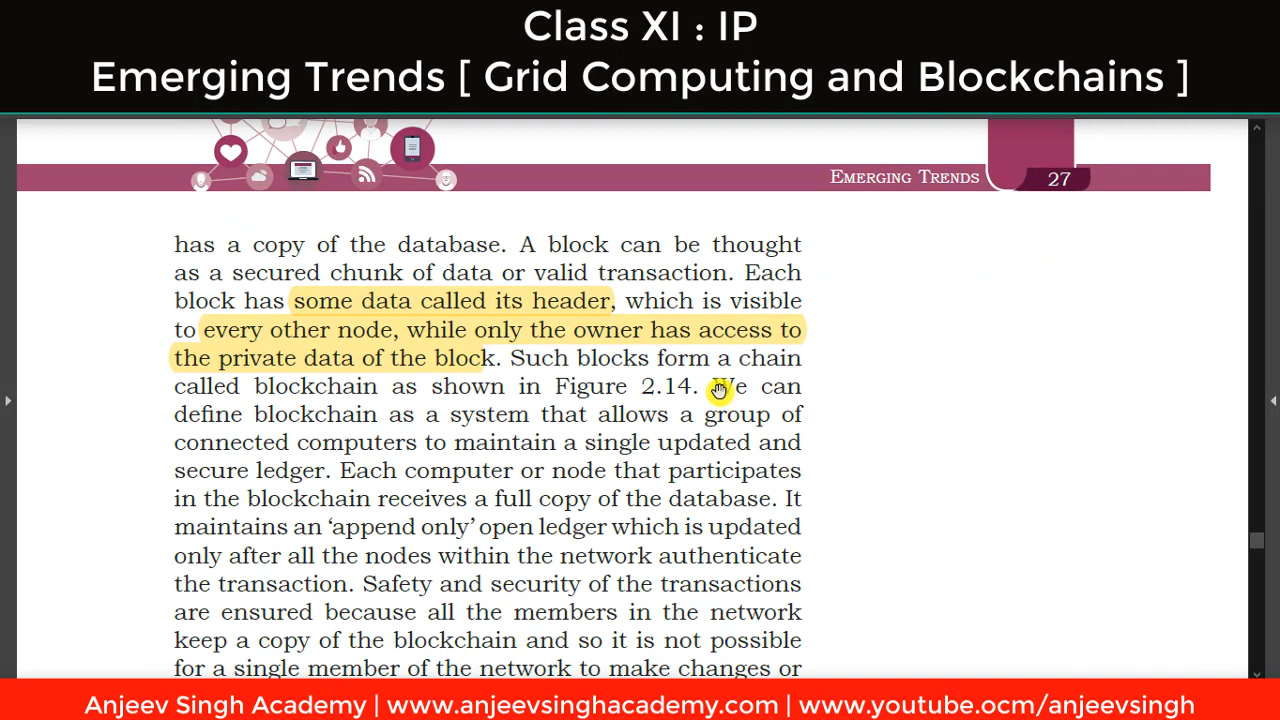 Class XI : IP
Emerging Trends [ Grid Computing and Blockchains ]
EMERGING TRENDS 27
has a copy of the database. A block can be thought
as a secured chunk of data or valid transaction. Each
block has some data called its header, which is visible
to every other node, while only the owner has access to
the private data of the block. Such blocks form a chain
called blockchain as shown in Figure 2.14. We can
define blockchain as a system that allows a group of
connected computers to maintain a single updated and
secure ledger. Each computer or node that participates
in the blockchain receives a full copy of the database. It
maintains an ‘append only’ open ledger which is updated
only after all the nodes within the network authenticate
the transaction. Safety and security of the transactions
are ensured because all the members in the network
keep a copy of the blockchain and so it is not possible
for a single member of the network to make changes or
Anjeev Singh Academy | www.anjeevsinghacademy.com | www.youtube.ocm/anjeevsingh